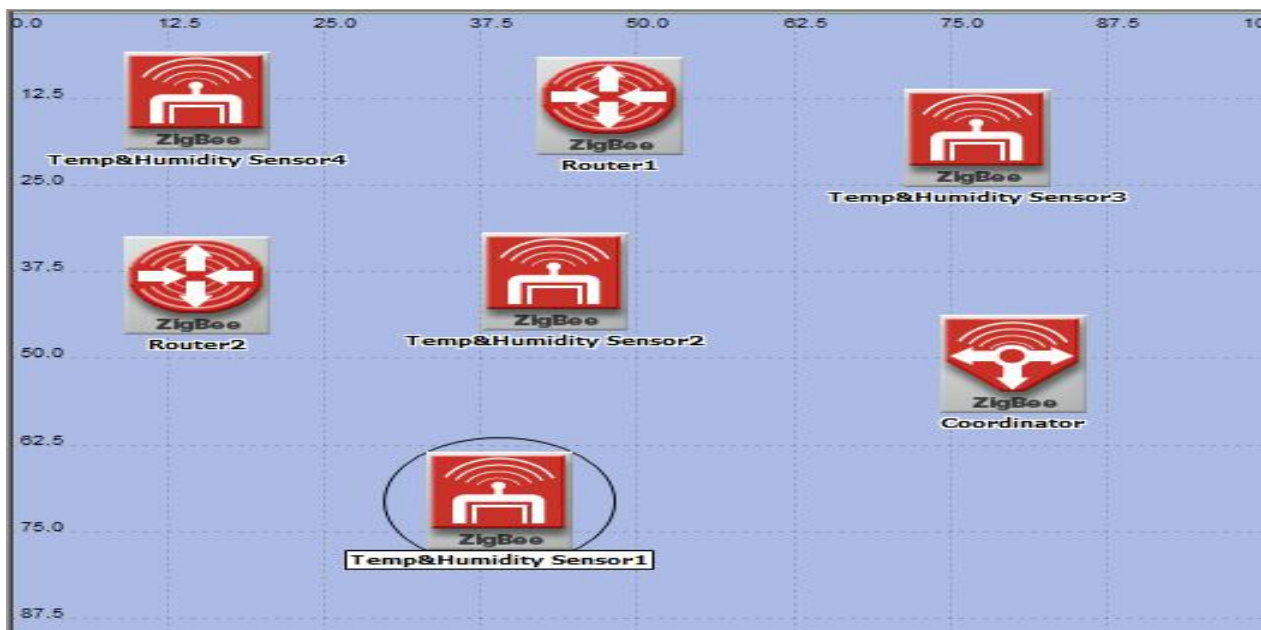 0.0 12.5 25.0 37.5 50.0 62.5 75.0 87.5 10
12.5
ZigBee
Temp&Humidity Sensor4
ZigBee
Router1
ZigBee
Temp&Humidity Sensor3
25.0
37.5
ZigBee
Router2
ZigBee
Temp&Humidity Sensor2
50.0
ZigBee
Coordinator
62.5
75.0
ZigBee
Temp&Humidity Sensor1
87.5